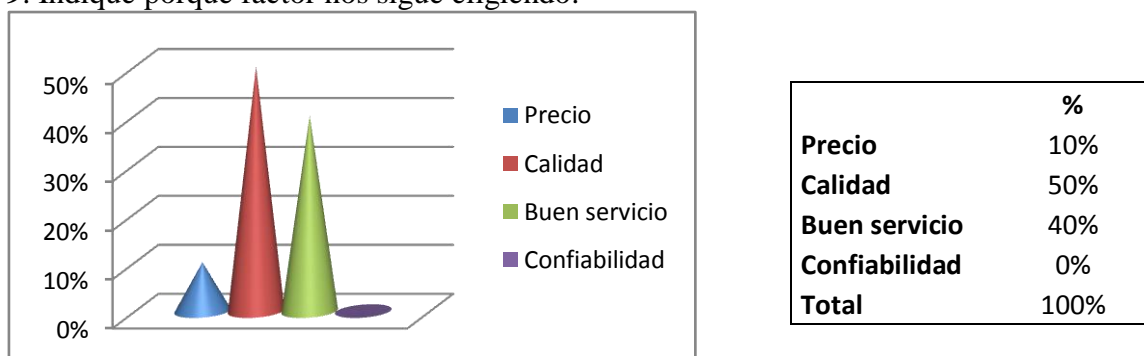 9. Indique porque factor nos sigue eligiendo.
50%
40%
30%
20%
10%
0%
Precio
Calidad
Buen servicio
Confiabilidad
%
Precio 10%
Calidad 50%
Buen servicio 40%
Confiabilidad 0%
Total 100%